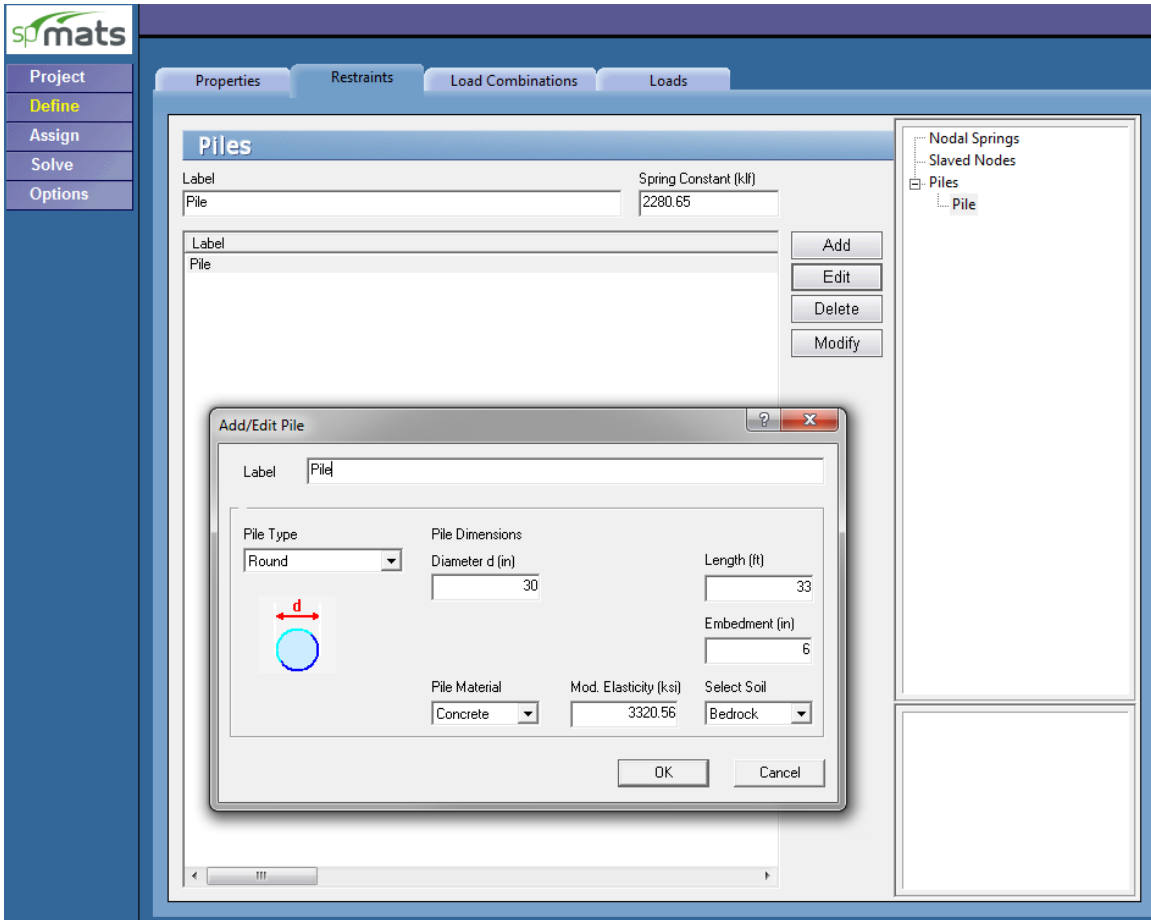 spmats
Project
Define
Assign
Solve
Options
Properties
Restraints
Load Combinations
Loads
Piles
Label
Spring Constant (klf)
Pile
2280.65
Label
Pile
Add
Edit
Delete
Modify
Nodal Springs
Slaved Nodes
Piles
Pile
Add/Edit Pile
?
x
Label
Pile
Pile Type
Round
d
Pile Dimensions
Diameter d (in)
30
Length (ft)
33
Embedment (in)
6
Pile Material
Concrete
Mod. Elasticity (ksi)
3320.56
Select Soil
Bedrock
OK
Cancel